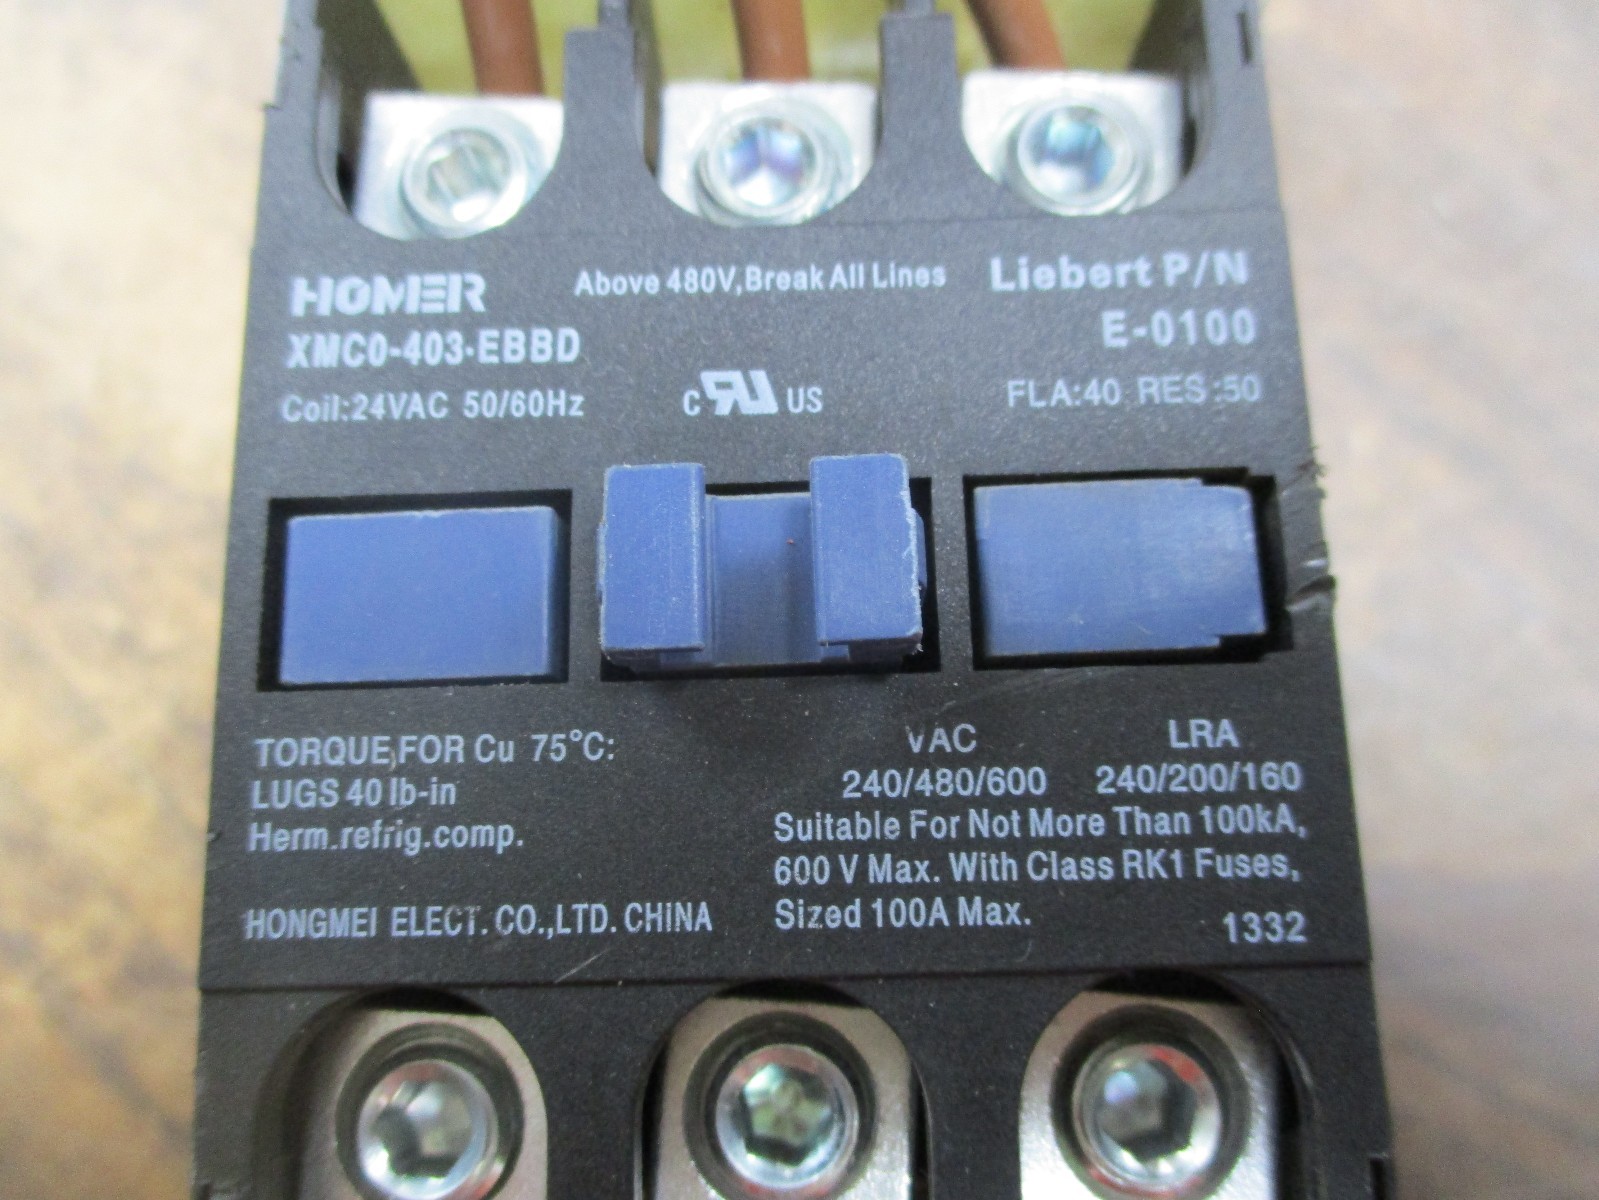 HOMER
XMC0-403-EBBD
Coil:24VAC 50/60Hz
Above 480V,Break All Lines
c RU US
Liebert P/N
E-0100
FLA:40 RES:50
TORQUE,FOR Cu 75°C:
LUGS 40 lb-in
Herm.refrig.comp.
HONGMEI ELECT. CO.,LTD. CHINA
VAC LRA
240/480/600 240/200/160
Suitable For Not More Than 100kA,
600 V Max. With Class RK1 Fuses,
Sized 100A Max.
1332